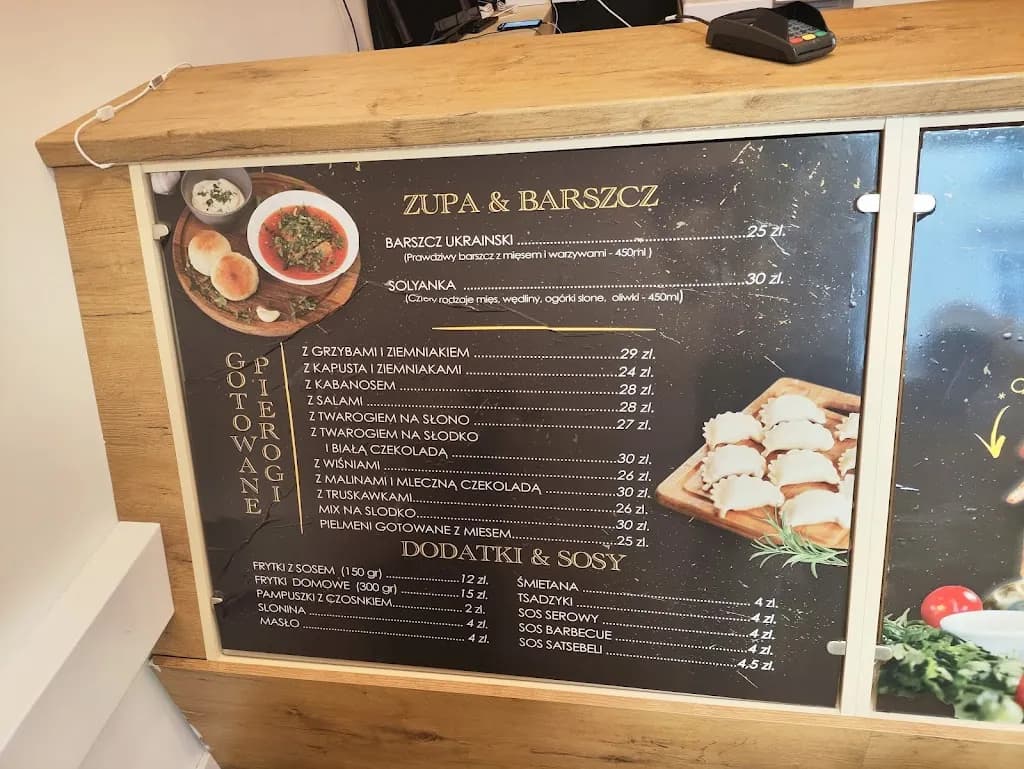 ZUPA & BARSZCZ
BARSZCZ UKRAINSKI ........ 25 zł.
(Prawdziwy barszcz z mięsem i warzywami - 450ml )
SOLYANKA ........ 30 zł.
(Cztery rodzaje mięs, wędliny, ogórki słone, oliwki - 450ml)
GOTOWANE
PIEROGI
Z GRZYBAMI I ZIEMNIAKIEM ........ 29 zł.
Z KAPUSTA I ZIEMNIAKAMI ........ 24 zł.
Z KABANOSEM ........ 28 zł.
Z SALAMI ........ 28 zł.
Z TWAROGIEM NA SŁONO ........ 27 zł.
Z TWAROGIEM NA SŁODKO
I BIAŁĄ CZEKOLADĄ ........ 30 zł.
Z WIŚNIAMI ........ 26 zł.
Z MALINAMI I MLECZNĄ CZEKOLADĄ ........ 30 zł.
Z TRUSKAWKAMI ........ 26 zł.
MIX NA SLODKO ........ 30 zł.
PIELMENI GOTOWANE Z MIESEM ........ 25 zł.
DODATKI & SOSY
FRYTKI Z SOSEM (150 gr) ........ 12 zł.
FRYTKI DOMOWE (300 gr) ........ 15 zł.
PAMPUSZKI Z CZOSNKIEM ........ 2 zł.
SLONINA ........ 4 zł.
MASŁO ........ 4 zł.
ŚMIETANA ........ 4 zł.
TSADZYKI ........ 4 zł.
SOS SEROWY ........ 4 zł.
SOS BARBECUE ........ 4 zł.
SOS SATSEBELI ........ 4,5 zł.